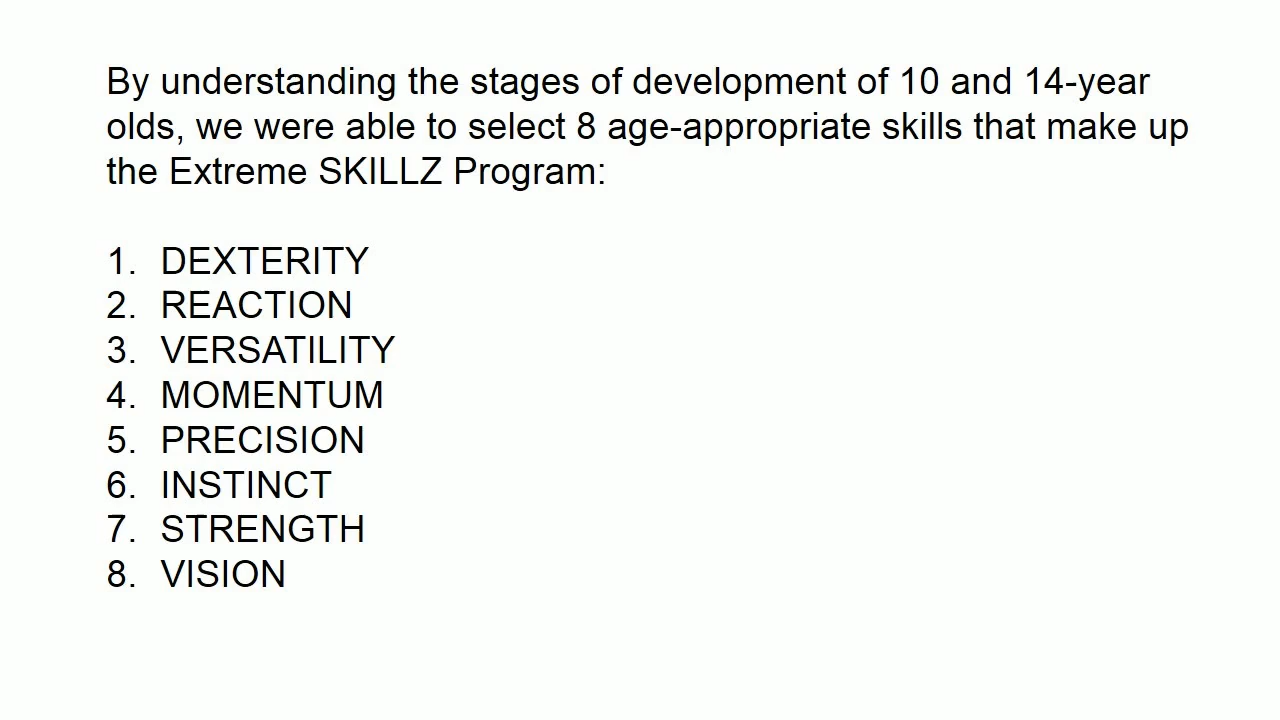 By understanding the stages of development of 10 and 14-year
olds, we were able to select 8 age-appropriate skills that make up
the Extreme SKILLZ Program:
1. DEXTERITY
2. REACTION
3. VERSATILITY
4. MOMENTUM
5. PRECISION
6. INSTINCT
7. STRENGTH
8. VISION